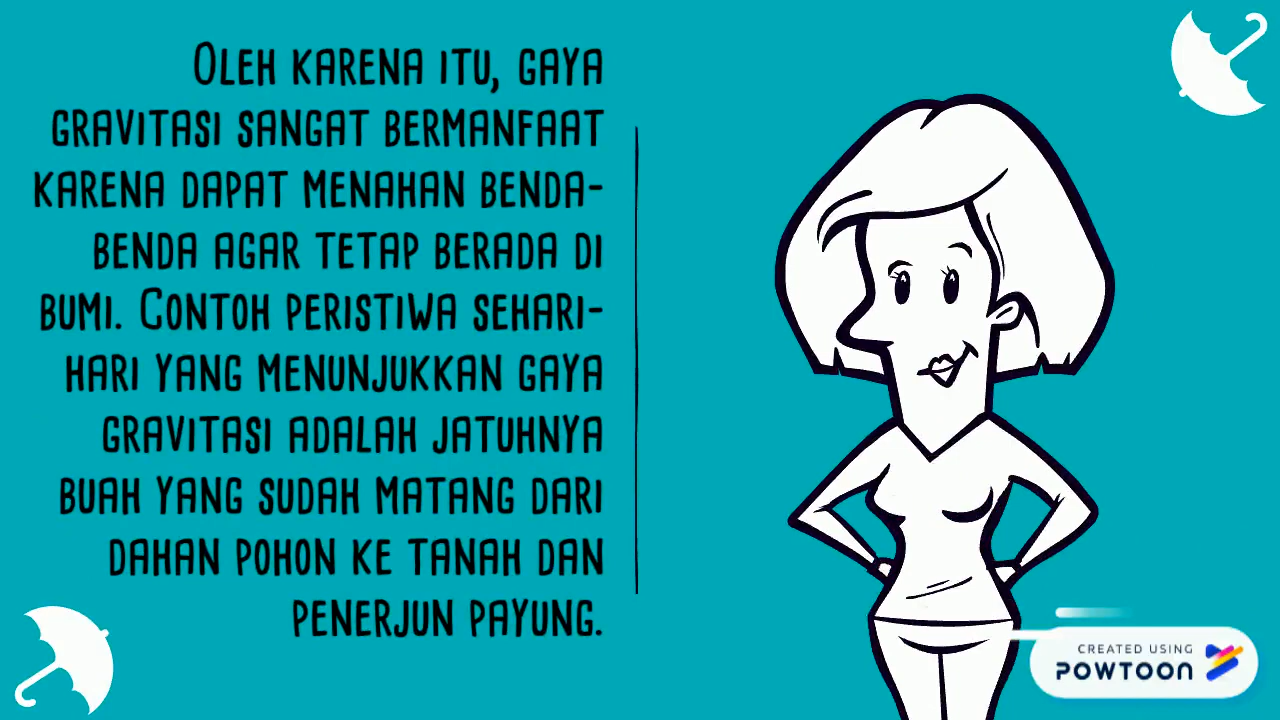 Oleh karena itu, gaya
gravitasi sangat bermanfaat
karena dapat menahan benda-
benda agar tetap berada di
bumi. Contoh peristiwa sehari-
hari yang menunjukkan gaya
gravitasi adalah jatuhnya
buah yang sudah matang dari
dahan pohon ke tanah dan
penerjun payung.
CREATED USING
POWTOON